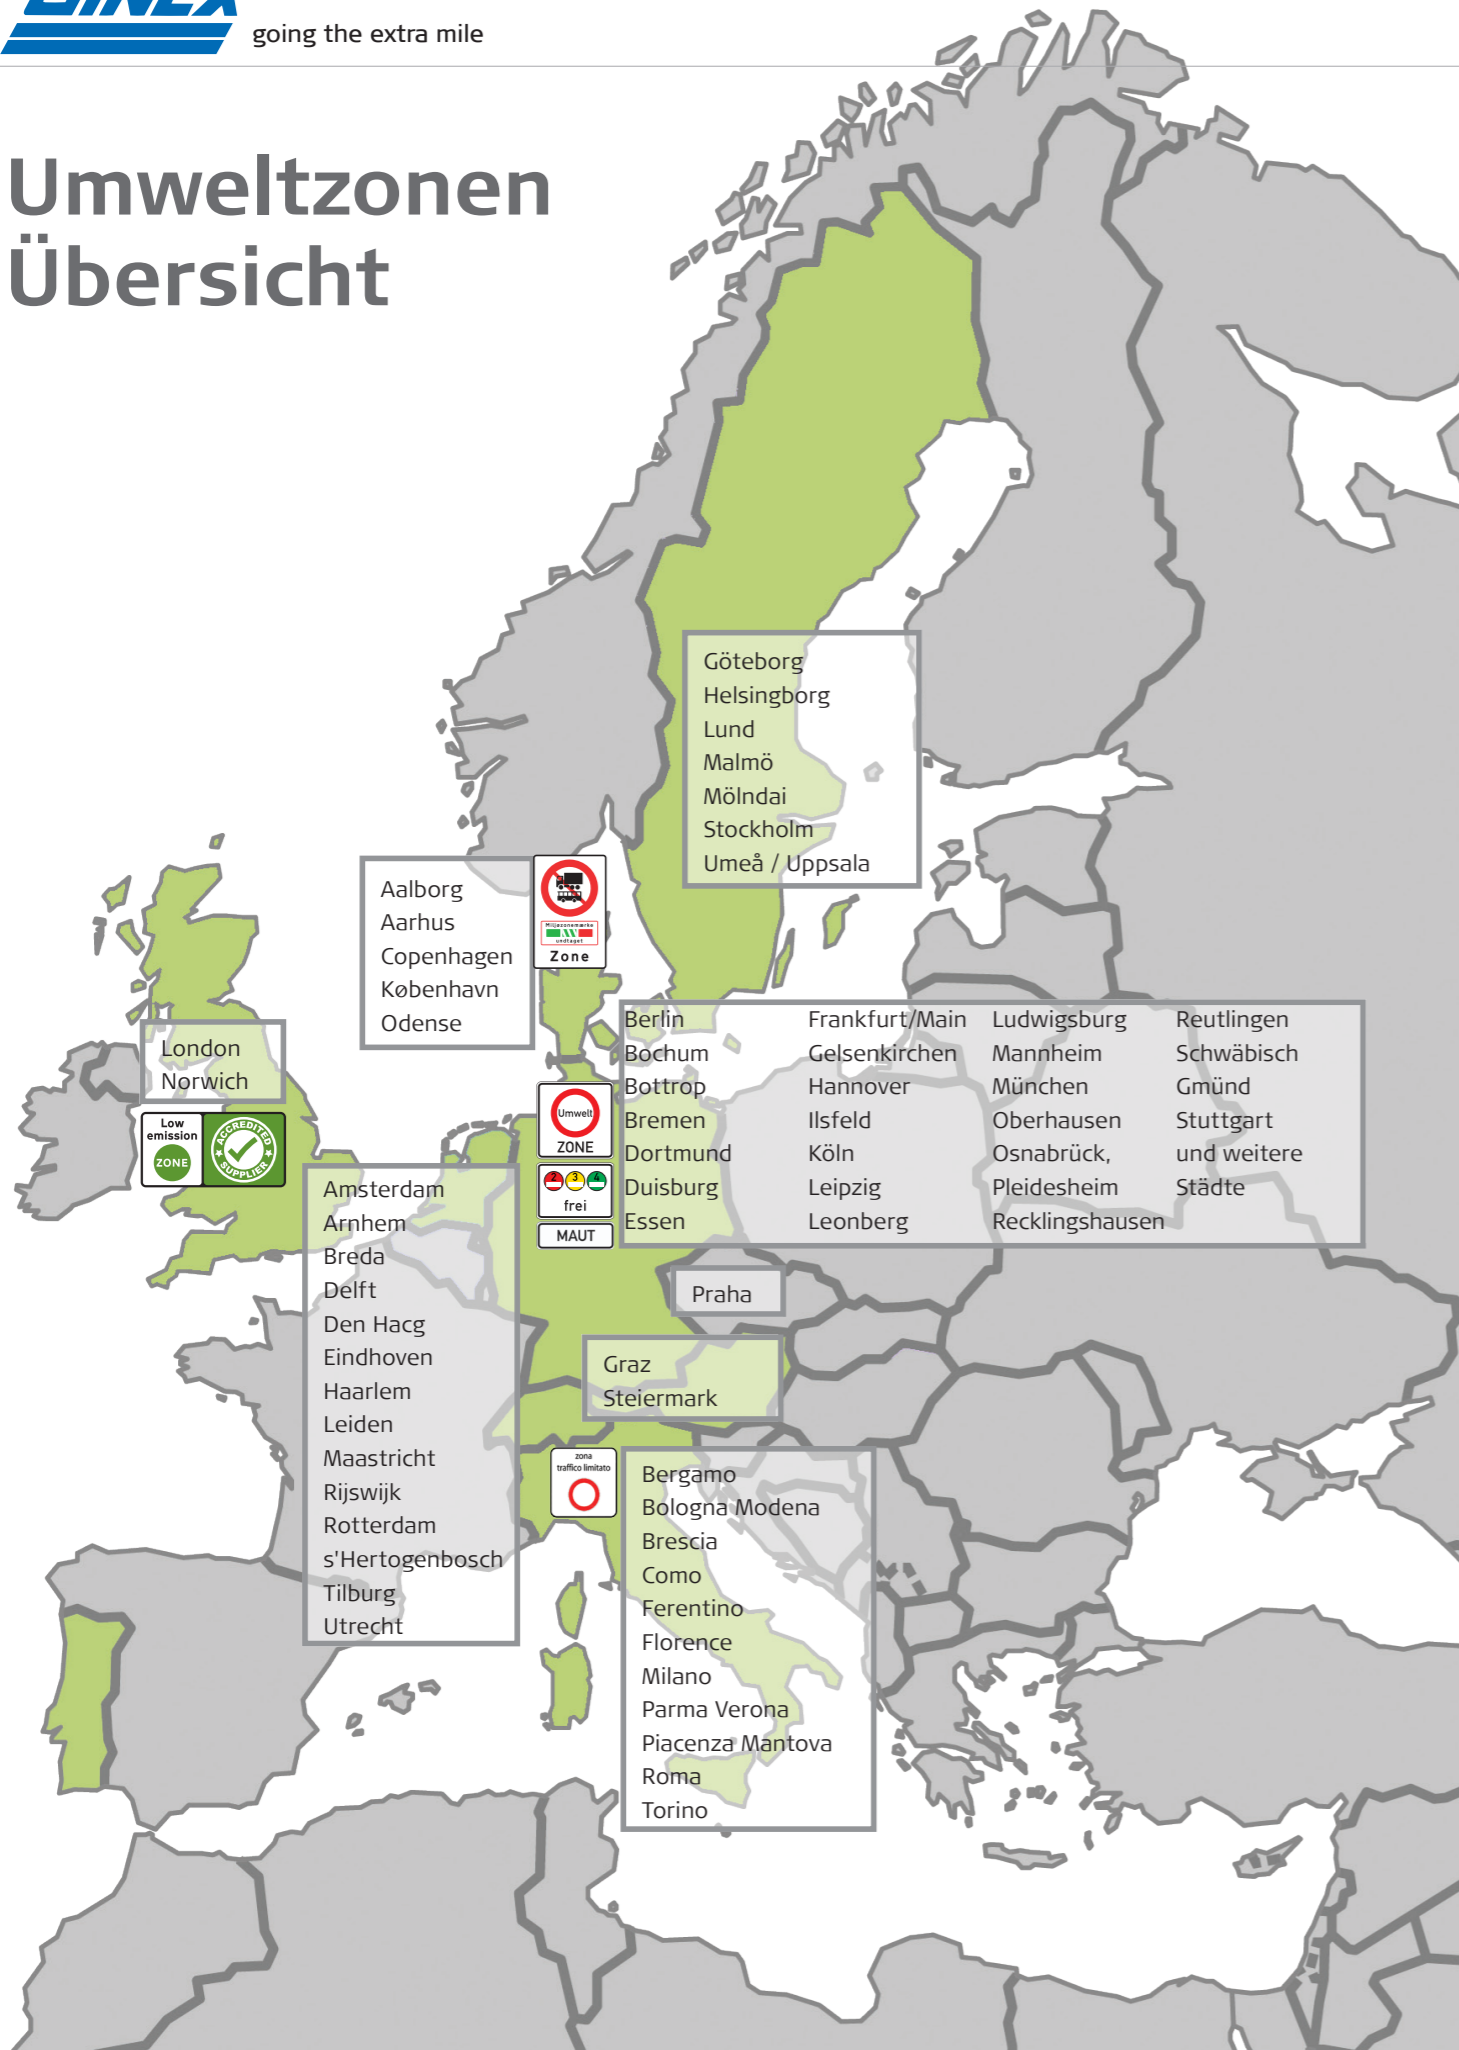 going the extra mile
Umweltzonen
Übersicht
Göteborg
Helsingborg
Lund
Malmö
Mölndai
Stockholm
Umeå / Uppsala
Aalborg
Aarhus
Copenhagen
København
Odense
Miljøzonemærke
undtaget
Zone
London
Norwich
Low
emission
ZONE
ACCREDITED
SUPPLIER
Umwelt
ZONE
2 3 4
frei
MAUT
Berlin
Bochum
Bottrop
Bremen
Dortmund
Duisburg
Essen
Frankfurt/Main
Gelsenkirchen
Hannover
Ilsfeld
Köln
Leipzig
Leonberg
Ludwigsburg
Mannheim
München
Oberhausen
Osnabrück,
Pleidesheim
Recklingshausen
Reutlingen
Schwäbisch
Gmünd
Stuttgart
und weitere
Städte
Amsterdam
Arnhem
Breda
Delft
Den Hacg
Eindhoven
Haarlem
Leiden
Maastricht
Rijswijk
Rotterdam
s'Hertogenbosch
Tilburg
Utrecht
Praha
Graz
Steiermark
zona
traffico limitato
Bergamo
Bologna Modena
Brescia
Como
Ferentino
Florence
Milano
Parma Verona
Piacenza Mantova
Roma
Torino